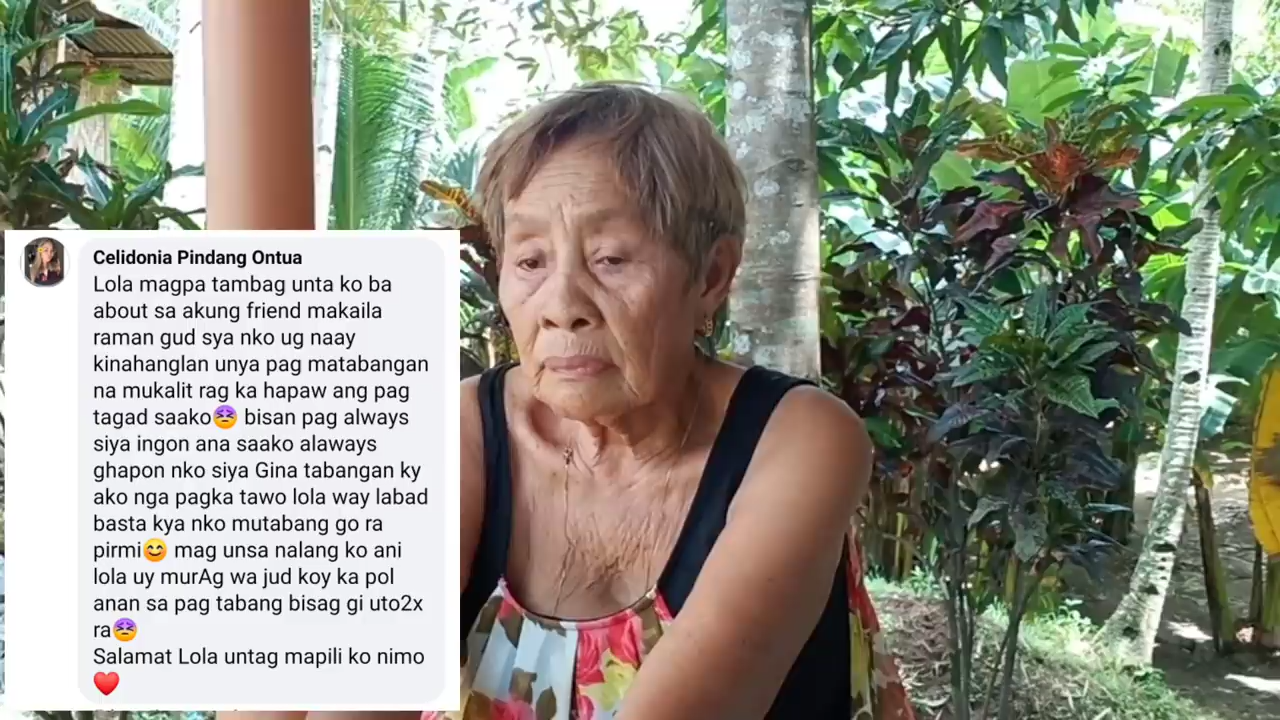 Celidonia Pindang Ontua
Lola magpa tambag unta ko ba
about sa akung friend makaila
raman gud sya nko ug naay
kinahanglan unya pag matabangan
na mukalit rag ka hapaw ang pag
tagad saako😣 bisan pag always
siya ingon ana saako alaways
ghapon nko siya Gina tabangan ky
ako nga pagka tawo lola way labad
basta kya nko mutabang go ra
pirmi😊 mag unsa nalang ko ani
lola uy murAg wa jud koy ka pol
anan sa pag tabang bisag gi uto2x
ra😣
Salamat Lola untag mapili ko nimo
❤️